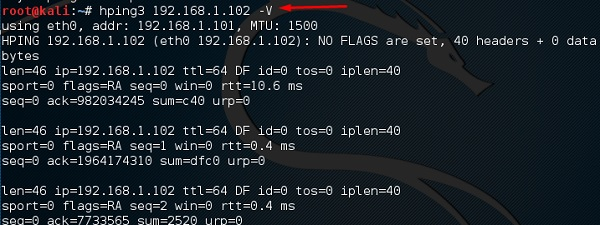 root@kali:~# hping3 192.168.1.102 -V
using eth0, addr: 192.168.1.101, MTU: 1500
HPING 192.168.1.102 (eth0 192.168.1.102): NO FLAGS are set, 40 headers + 0 data
bytes
len=46 ip=192.168.1.102 ttl=64 DF id=0 tos=0 iplen=40
sport=0 flags=RA seq=0 win=0 rtt=10.6 ms
seq=0 ack=982034245 sum=c40 urp=0

len=46 ip=192.168.1.102 ttl=64 DF id=0 tos=0 iplen=40
sport=0 flags=RA seq=1 win=0 rtt=0.4 ms
seq=0 ack=1964174310 sum=dfc0 urp=0

len=46 ip=192.168.1.102 ttl=64 DF id=0 tos=0 iplen=40
sport=0 flags=RA seq=2 win=0 rtt=0.4 ms
seq=0 ack=7733565 sum=2520 urp=0